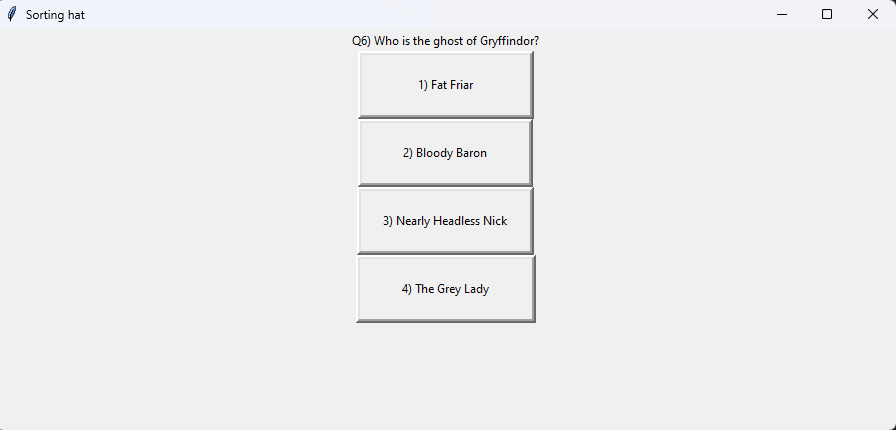 Sorting hat
Q6) Who is the ghost of Gryffindor?
1) Fat Friar
2) Bloody Baron
3) Nearly Headless Nick
4) The Grey Lady